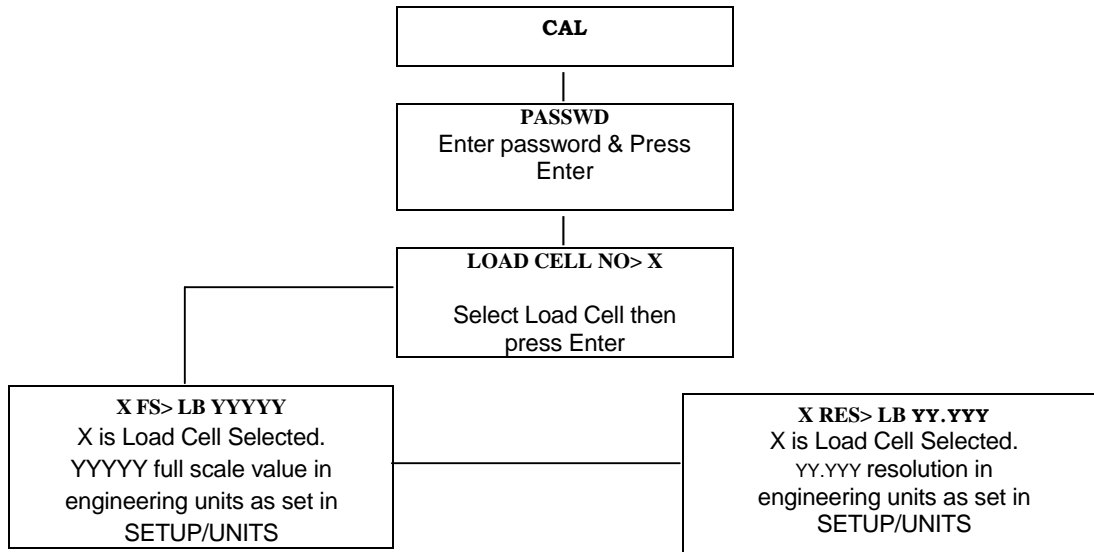 CAL
PASSWD
Enter password & Press
Enter
LOAD CELL NO> X
Select Load Cell then
press Enter
X FS> LB YYYYY
X is Load Cell Selected.
YYYYY full scale value in
engineering units as set in
SETUP/UNITS
X RES> LB YY.YYY
X is Load Cell Selected.
YY.YYY resolution in
engineering units as set in
SETUP/UNITS